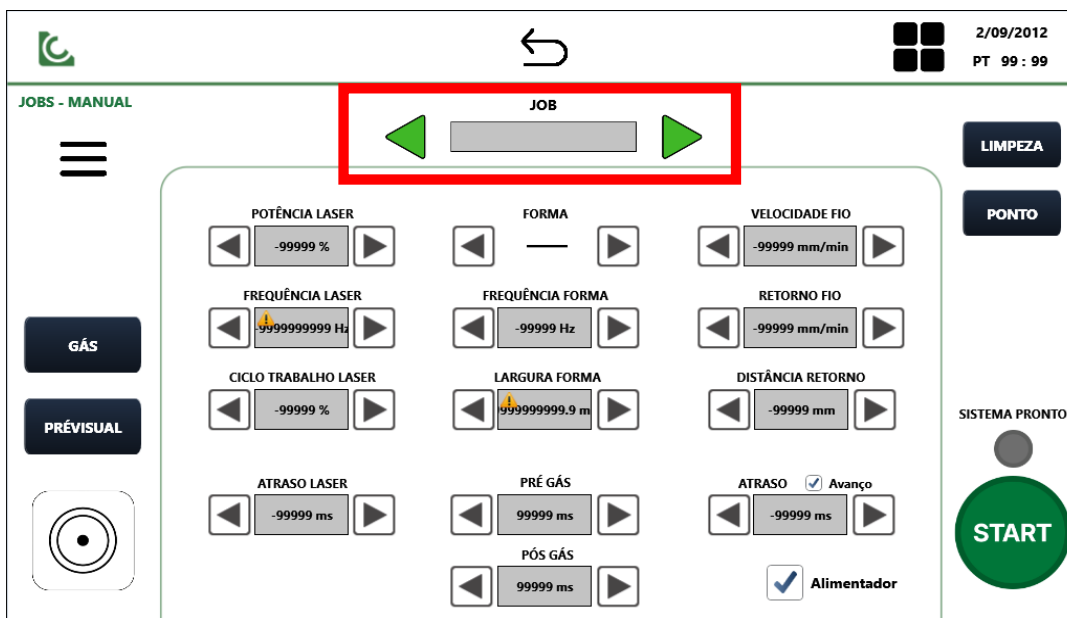 2/09/2012
PT 99 : 99
JOBS - MANUAL
JOB
LIMPEZA
PONTO
POTÊNCIA LASER
FORMA
VELOCIDADE FIO
-99999 %
-99999 mm/min
FREQUÊNCIA LASER
FREQUÊNCIA FORMA
RETORNO FIO
-9999999999 Hz
-99999 Hz
-99999 mm/min
GÁS
CICLO TRABALHO LASER
LARGURA FORMA
DISTÂNCIA RETORNO
-99999 %
999999999.9 m
-99999 mm
PRÉVISUAL
SISTEMA PRONTO
ATRASO LASER
PRÉ GÁS
ATRASO
Avanço
-99999 ms
99999 ms
-99999 ms
START
PÓS GÁS
99999 ms
Alimentador